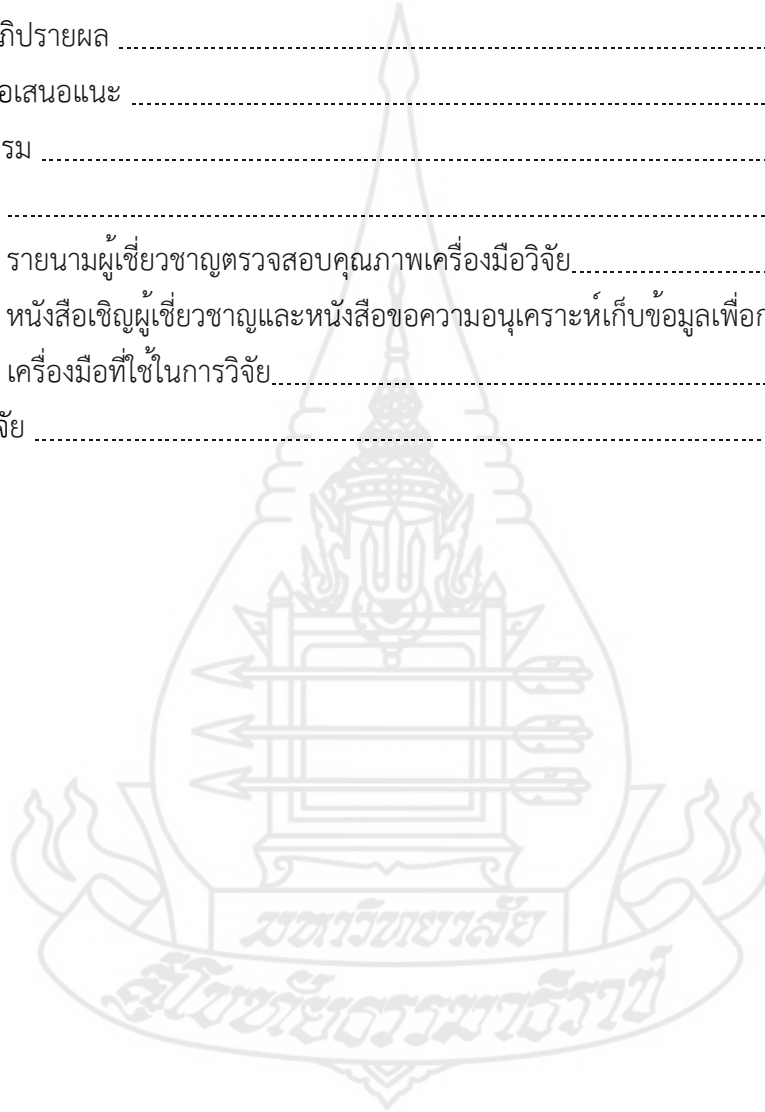 ภิปรายผล
อเสนอแนะ
รม
รายนามผู้เชี่ยวชาญตรวจสอบคุณภาพเครื่องมือวิจัย
หนังสือเชิญผู้เชี่ยวชาญและหนังสือขอความอนุเคราะห์เก็บข้อมูลเพื่อก
เครื่องมือที่ใช้ในการวิจัย
จัย
มหาวิทยาลัย
สุโขทัยธรรมาธิราช